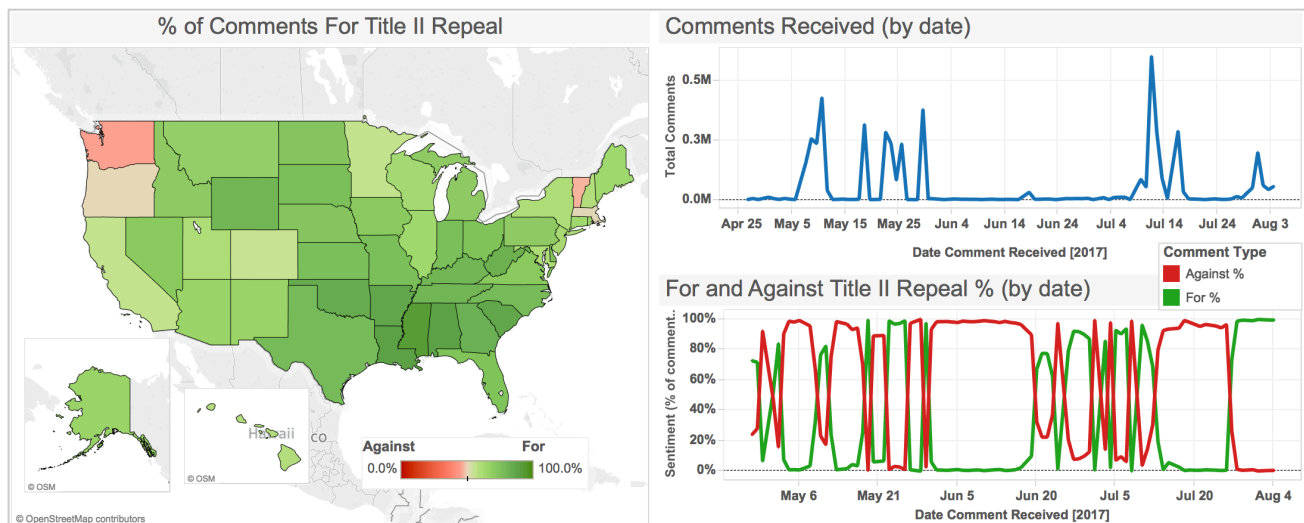 % of Comments For Title II Repeal
Hawaii
CO
Against For
0.0% 100.0%
© OSM
© OSM
© OpenStreetMap contributors
Comments Received (by date)
Total Comments
0.5M
0.3M
0.0M
Apr 25 May 5 May 15 May 25 Jun 4 Jun 14 Jun 24 Jul 4 Jul 14 Jul 24 Aug 3
Date Comment Received [2017]
Comment Type
Against %
For %
For and Against Title II Repeal % (by date)
Sentiment (% of comment..
100%
80%
60%
40%
20%
0%
May 6 May 21 Jun 5 Jun 20 Jul 5 Jul 20 Aug 4
Date Comment Received [2017]